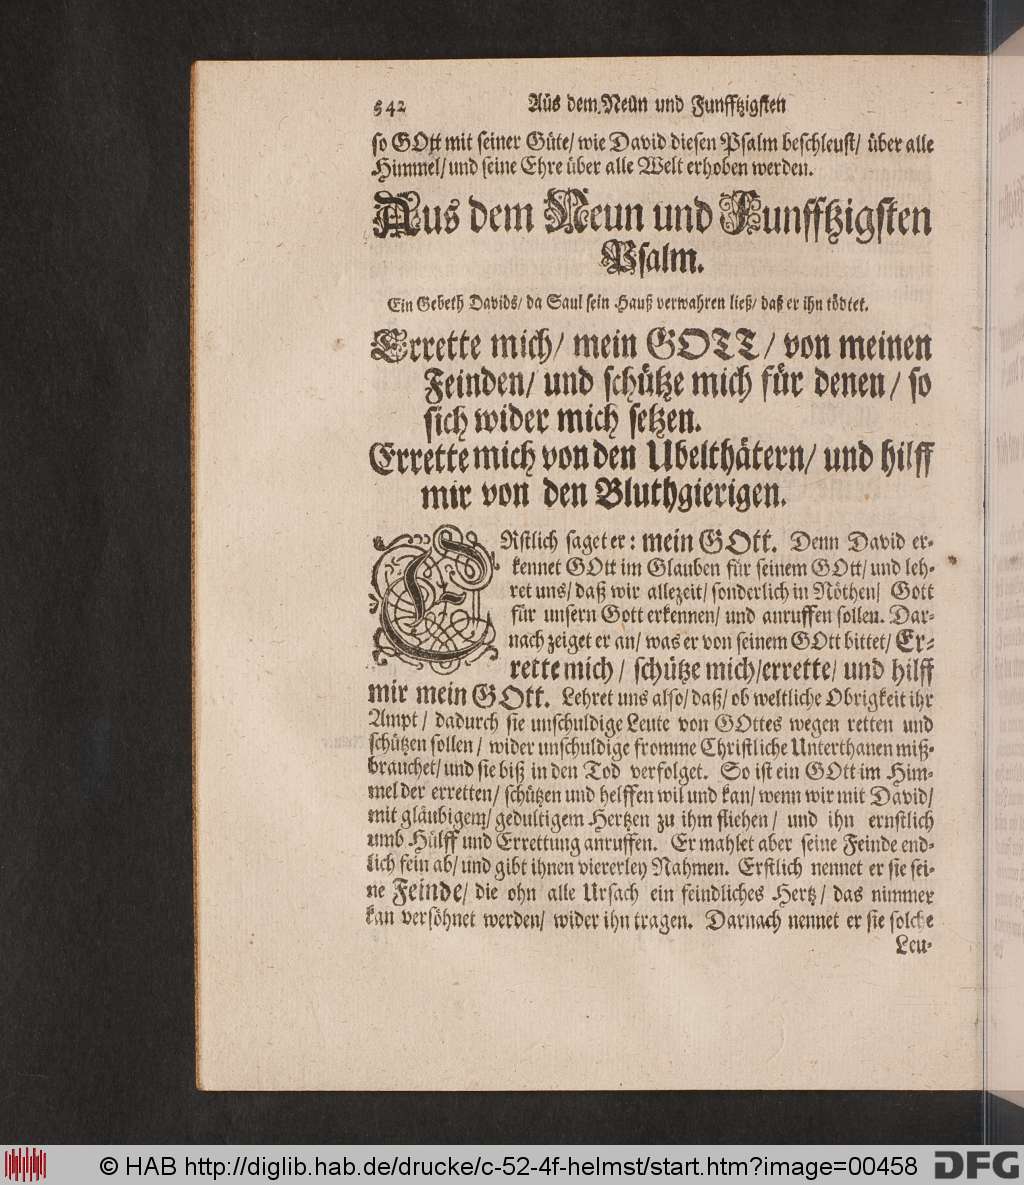 542 Aus dem Neun und Funfftzigsten
so GOtt mit seiner Güte/ wie David diesen Psalm beschleust/ über alle
Himmel/ und seine Ehre über alle Welt erhoben werden.
Aus dem Neun und Funfftzigsten
Psalm.
Ein Gebeth Davids/ da Saul sein Hauß verwahren ließ/ daß er ihn tödtet.
Errette mich/ mein GOTT/ von meinen
Feinden/ und schütze mich für denen/ so
sich wider mich setzen.
Errette mich von den Ubelthätern/ und hilff
mir von den Bluthgierigen.
ERstlich saget er: mein GOtt. Denn David er-
kennet GOtt im Glauben für seinem GOtt/ und leh-
ret uns/ daß wir allezeit/ sonderlich in Nöthen/ Gott
für unsern Gott erkennen/ und anruffen sollen. Dar-
nach zeiget er an/ was er von seinem GOtt bittet/ Er-
rette mich/ schütze mich/errette/ und hilff
mir mein GOtt. Lehret uns also/ daß/ ob weltliche Obrigkeit ihr
Ampt/ dadurch sie unschuldige Leute von GOttes wegen retten und
schützen sollen/ wider unschuldige fromme Christliche Unterthanen miß-
brauchet/ und sie biß in den Tod verfolget. So ist ein GOtt im Him-
mel der erretten/ schützen und helffen wil und kan/ wenn wir mit David/
mit gläubigem/ gedultigem Hertzen zu ihm fliehen/ und ihn ernstlich
umb Hülff und Errettung anruffen. Er mahlet aber seine Feinde end-
lich fein ab/ und gibt ihnen viererley Nahmen. Erstlich nennet er sie sei-
ne Feinde/ die ohn alle Ursach ein feindliches Hertz/ das nimmer
kan versöhnet werden/ wider ihn tragen. Darnach nennet er sie solche
Leu-
© HAB http://diglib.hab.de/drucke/c-52-4f-helmst/start.htm?image=00458 DFG